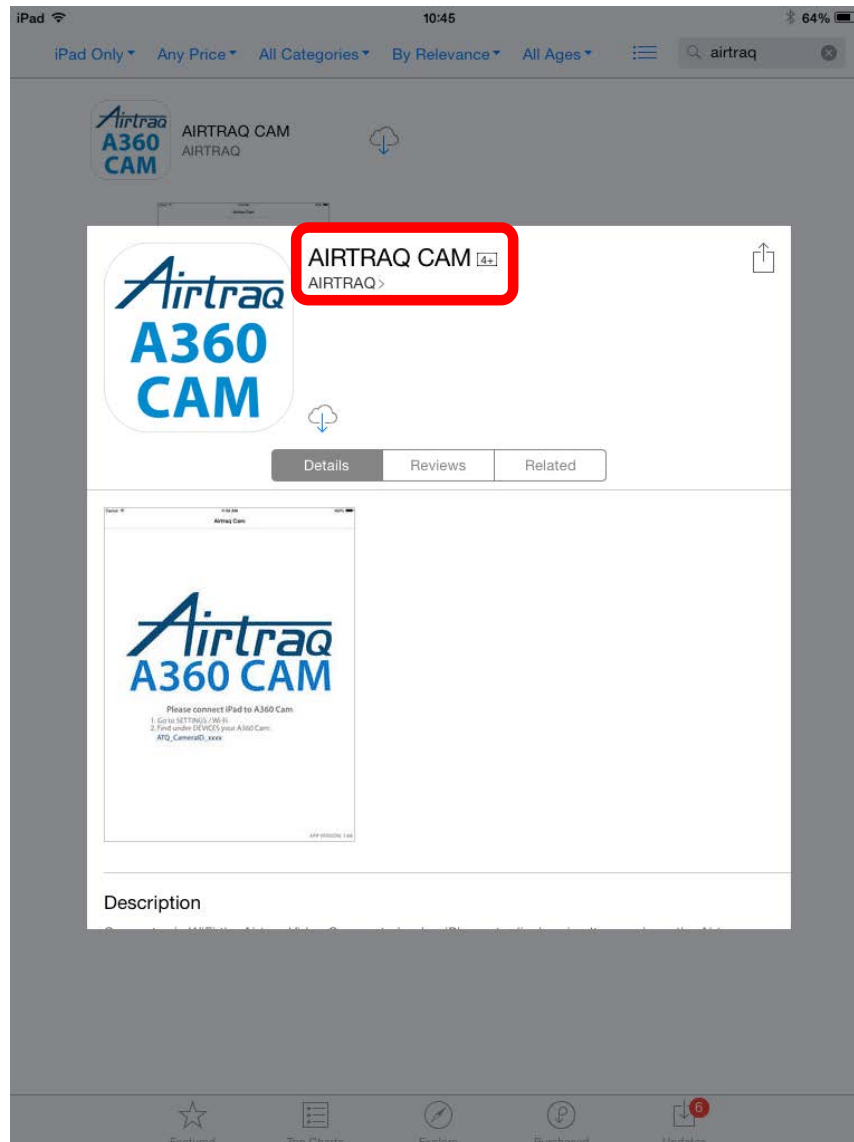 iPad 10:45 64%
iPad Only Any Price All Categories By Relevance All Ages airtraq
Airtraq
A360
CAM
AIRTRAQ CAM
AIRTRAQ
Airtraq
A360
CAM
AIRTRAQ CAM 4+
AIRTRAQ >
Details Reviews Related
Airtraq Cam
Airtraq
A360 CAM
Please connect iPad to A360 Cam
1. Go to SETTINGS / Wi-Fi
2. Find under DEVICES your A360 Cam:
ATQ_CameraID_xxxx
APP VERSION
Description
6